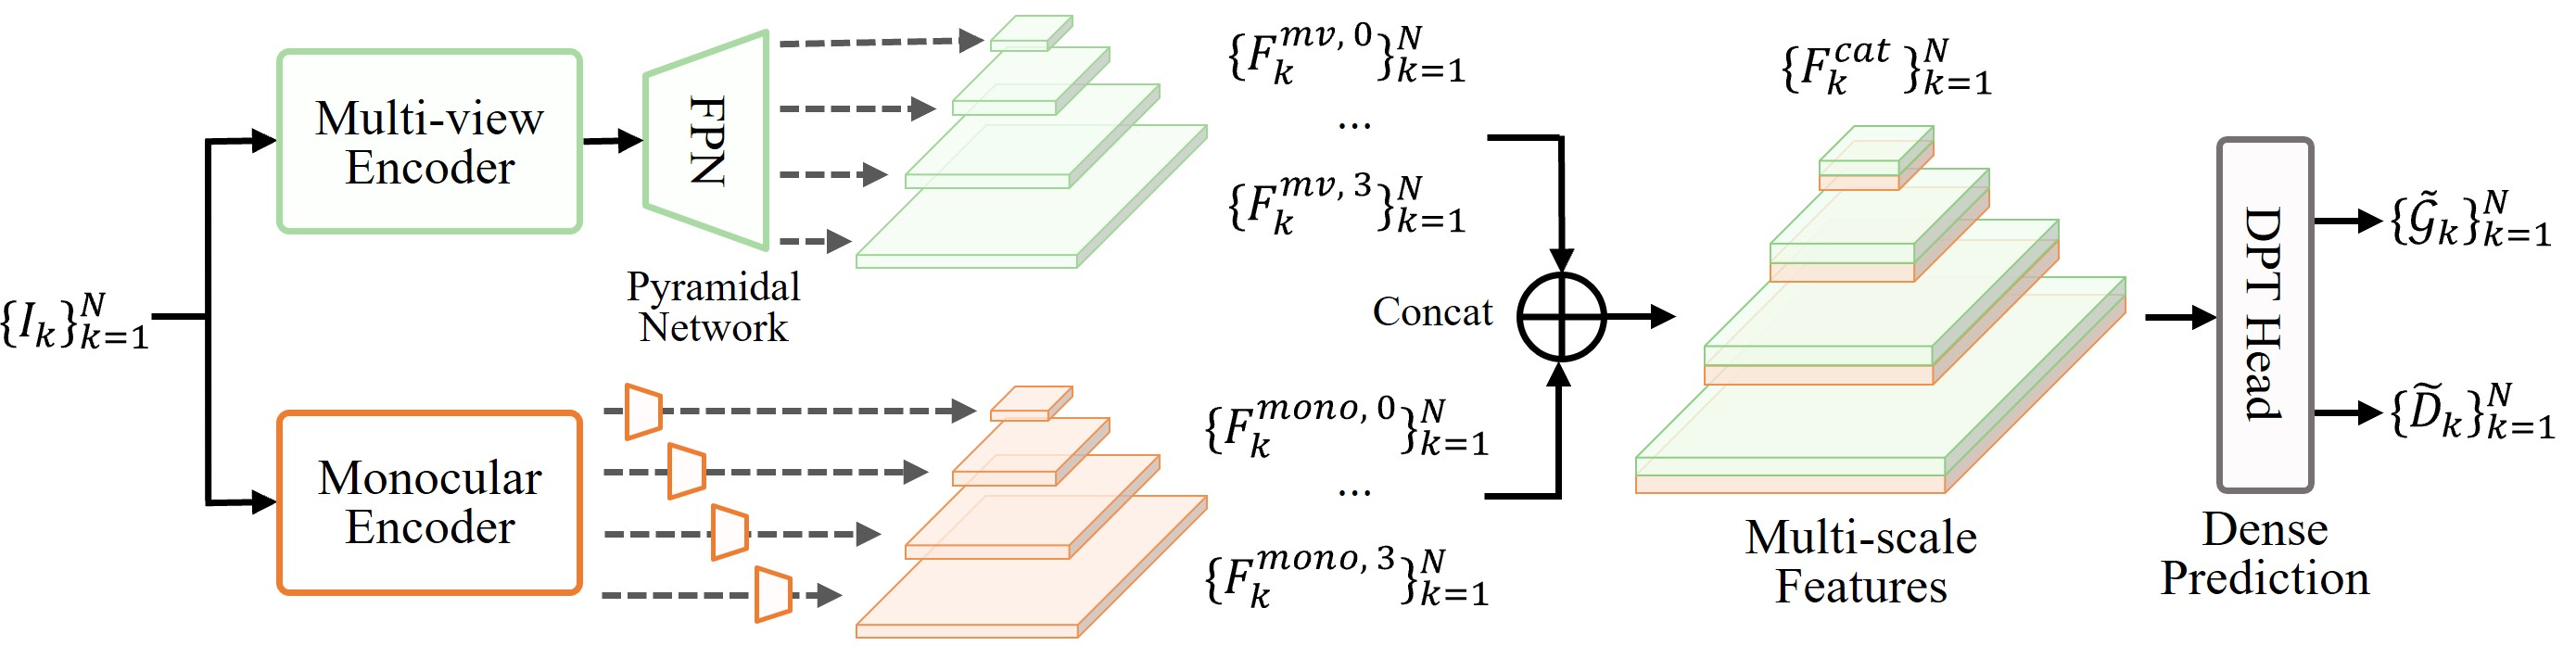 {I_k}_{k=1}^N
Multi-view
Encoder
FPN
Pyramidal
Network
{F_k^{mv, 0}}_{k=1}^N
...
{F_k^{mv, 3}}_{k=1}^N
Monocular
Encoder
{F_k^{mono, 0}}_{k=1}^N
...
{F_k^{mono, 3}}_{k=1}^N
Concat
{F_k^{cat}}_{k=1}^N
Multi-scale
Features
DPT Head
Dense
Prediction
{\tilde{𝒢}_k}_{k=1}^N
{\tilde{D}_k}_{k=1}^N